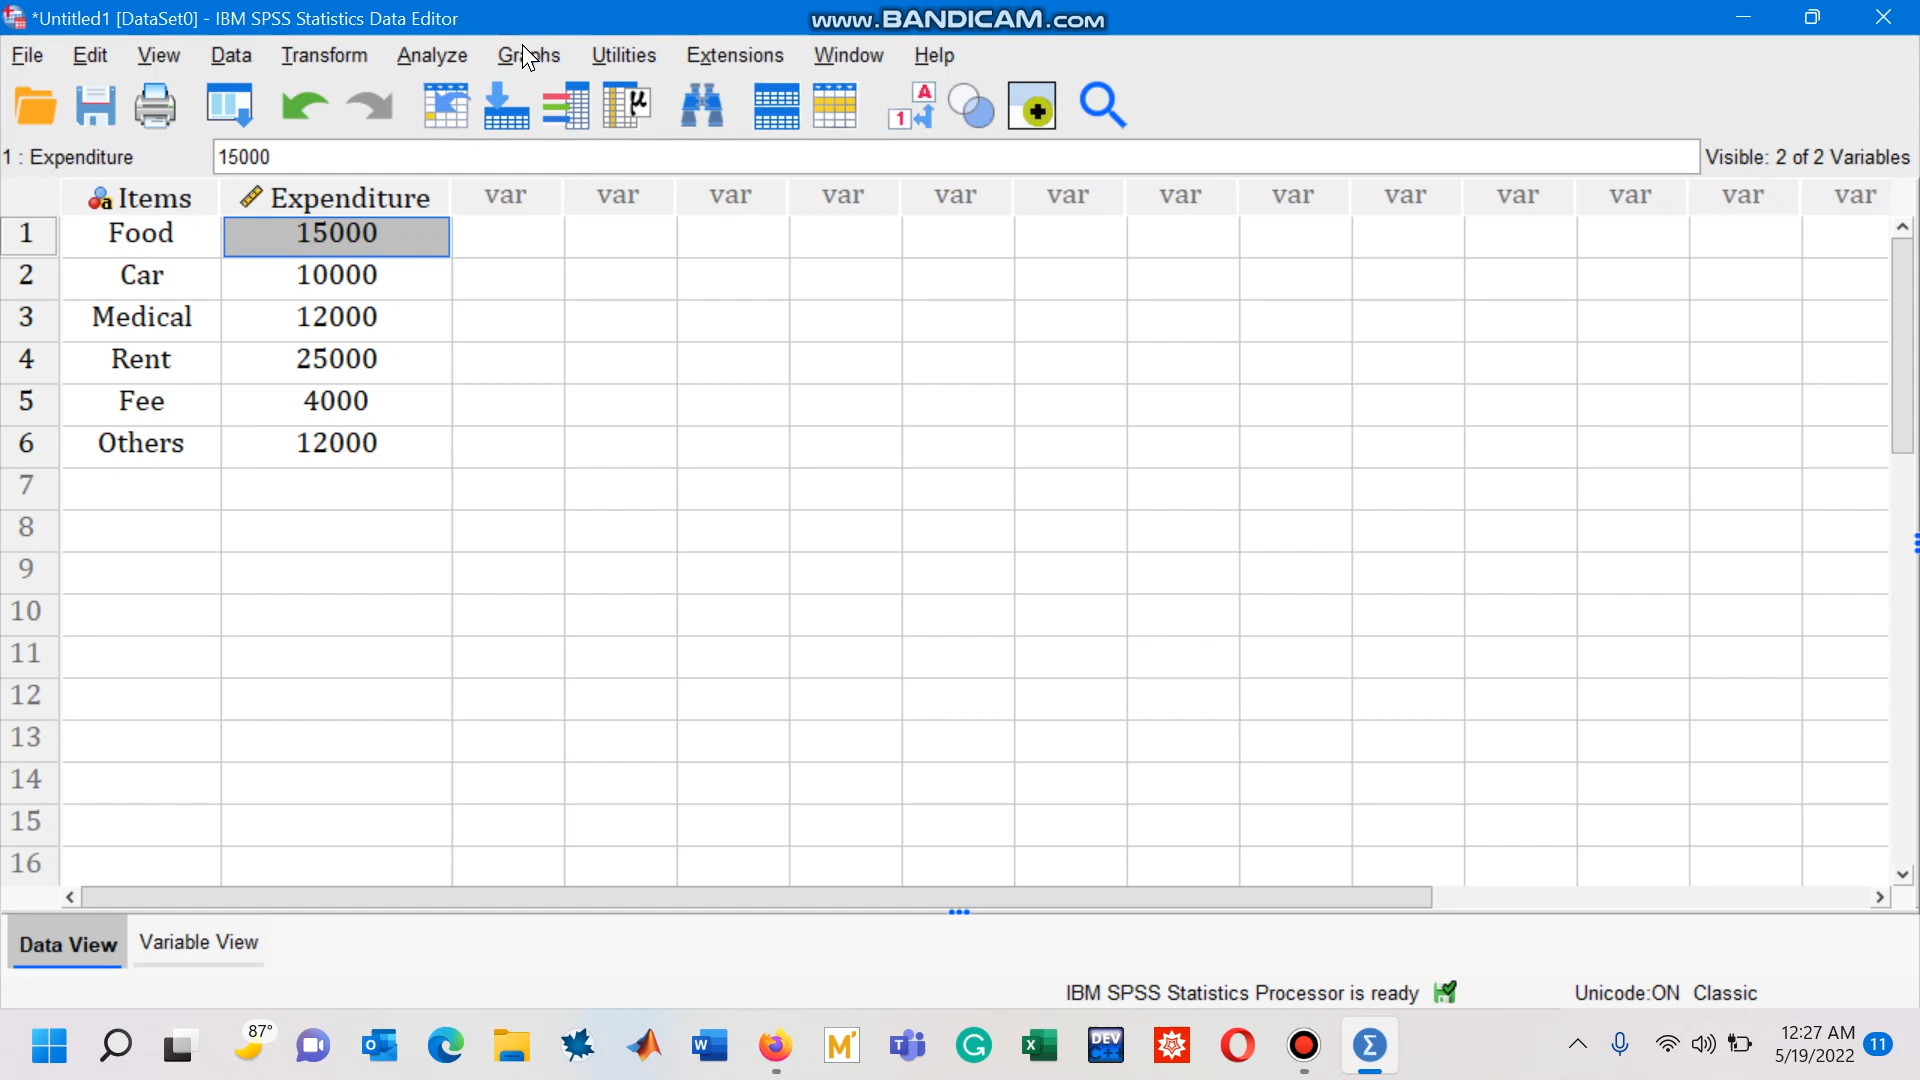 *Untitled1 [DataSet0] - IBM SPSS Statistics Data Editor
www.BANDICAM.com
File Edit View Data Transform Analyze Graphs Utilities Extensions Window Help
1 : Expenditure 15000 Visible: 2 of 2 Variables
Items Expenditure var var var var var var var var var var var var var
1 Food 15000
2 Car 10000
3 Medical 12000
4 Rent 25000
5 Fee 4000
6 Others 12000
7
8
9
10
11
12
13
14
15
16
Data View Variable View
IBM SPSS Statistics Processor is ready Unicode:ON Classic
87°
12:27 AM
5/19/2022
11
DEV
C++